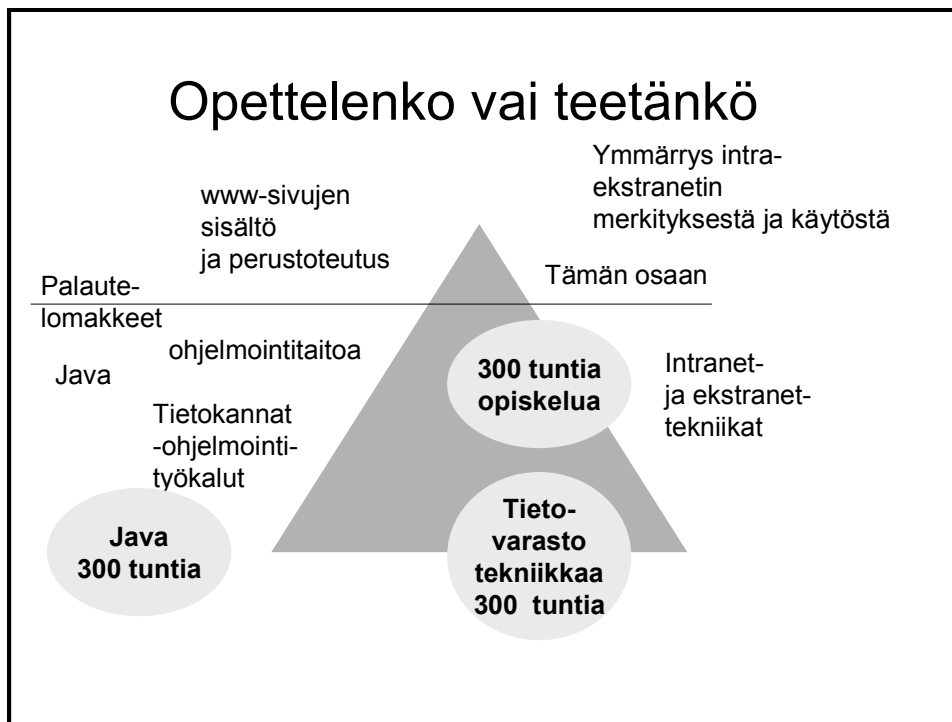 Opettelenko vai teetänkö
www-sivujen
sisältö
ja perustoteutus
Ymmärrys intra-
ekstranetin
merkityksestä ja käytöstä
Tämän osaan
Palaute-
lomakkeet
Java
ohjelmointitaitoa
Tietokannat
-ohjelmointi-
työkalut
300 tuntia
opiskelua
Intranet-
ja ekstranet-
tekniikat
Java
300 tuntia
Tieto-
varasto
tekniikkaa
300 tuntia